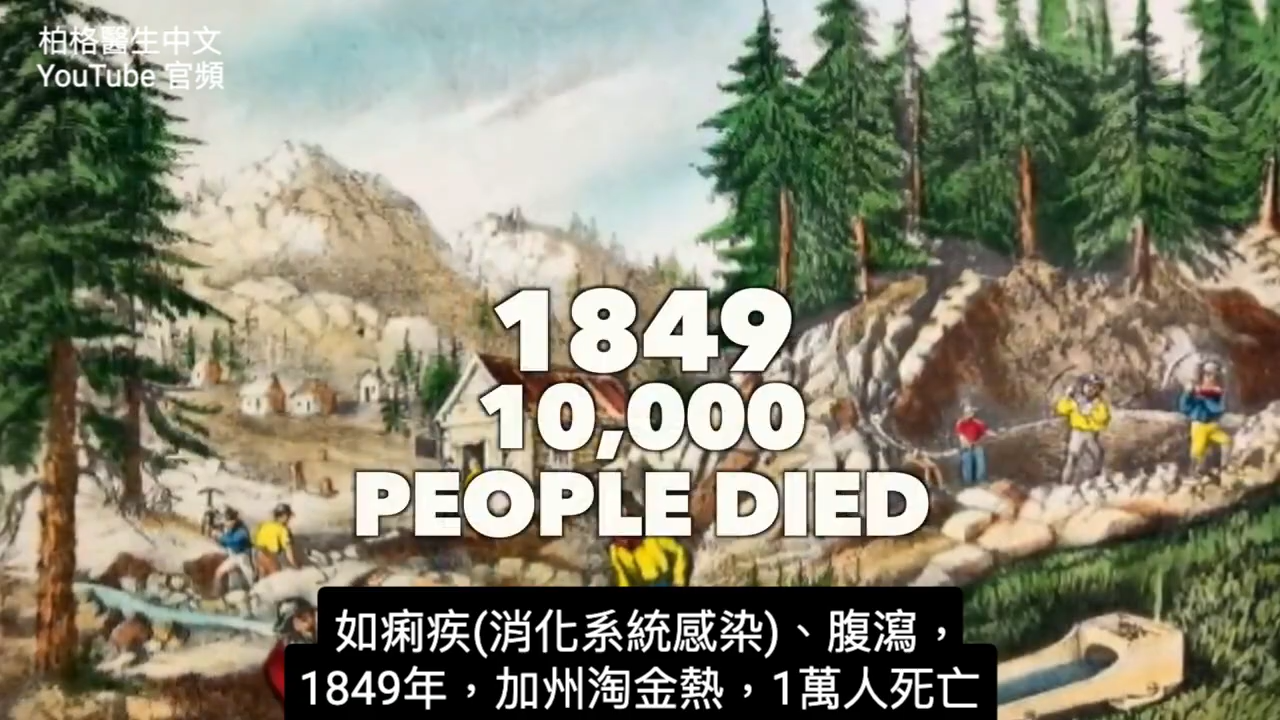 柏格醫生中文
YouTube 官頻
1849
10,000
PEOPLE DIED
如痢疾(消化系統感染)、腹瀉，
1849年，加州淘金熱，1萬人死亡